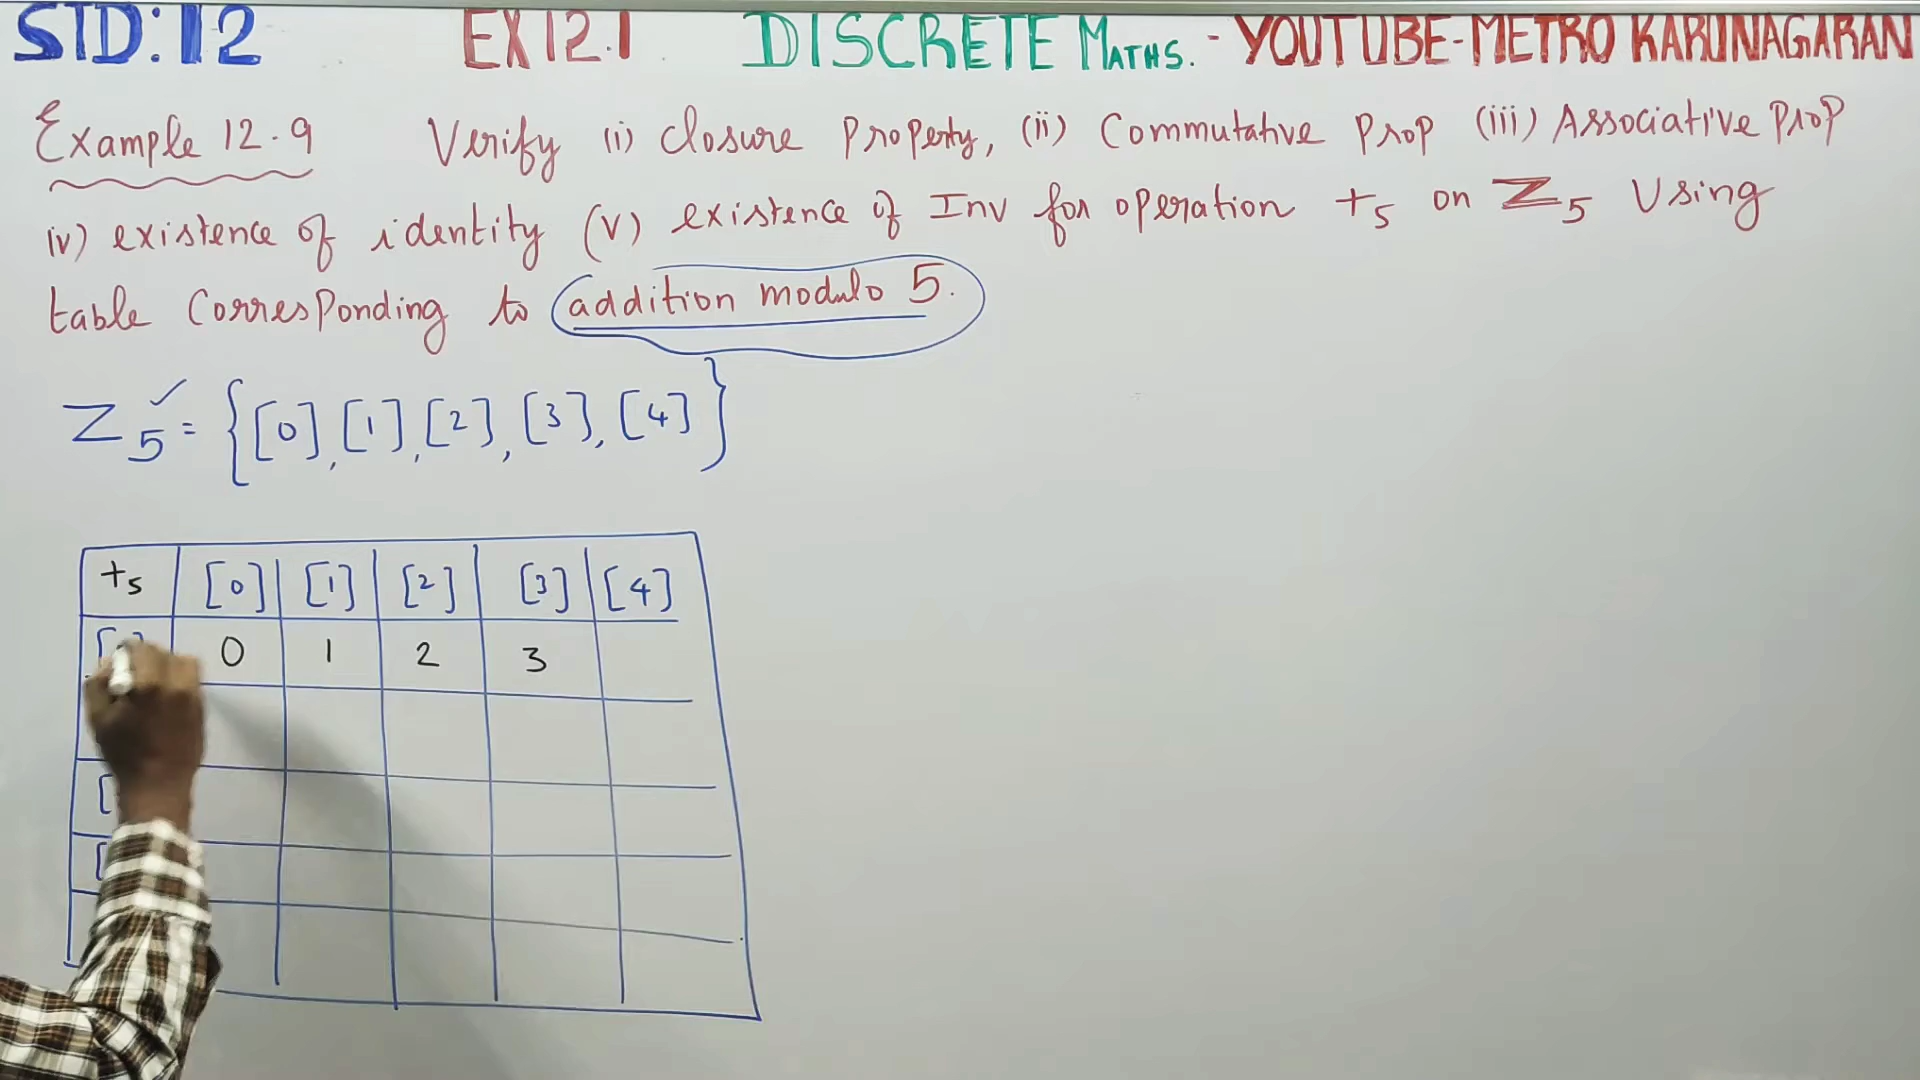 STD:12 EX 12.1 DISCRETE MATHS. - YOUTUBE-METRO KARUNAGARAN
Example 12.9 Verify (i) closure Property, (ii) Commutative Prop (iii) Associative Prop
iv) existence of identity (v) existence of Inv for operation +5 on Z5 Using
table Corresponding to addition modulo 5.
Z5 = {[0], [1], [2], [3], [4]}
+5 [0] [1] [2] [3] [4]
0 1 2 3